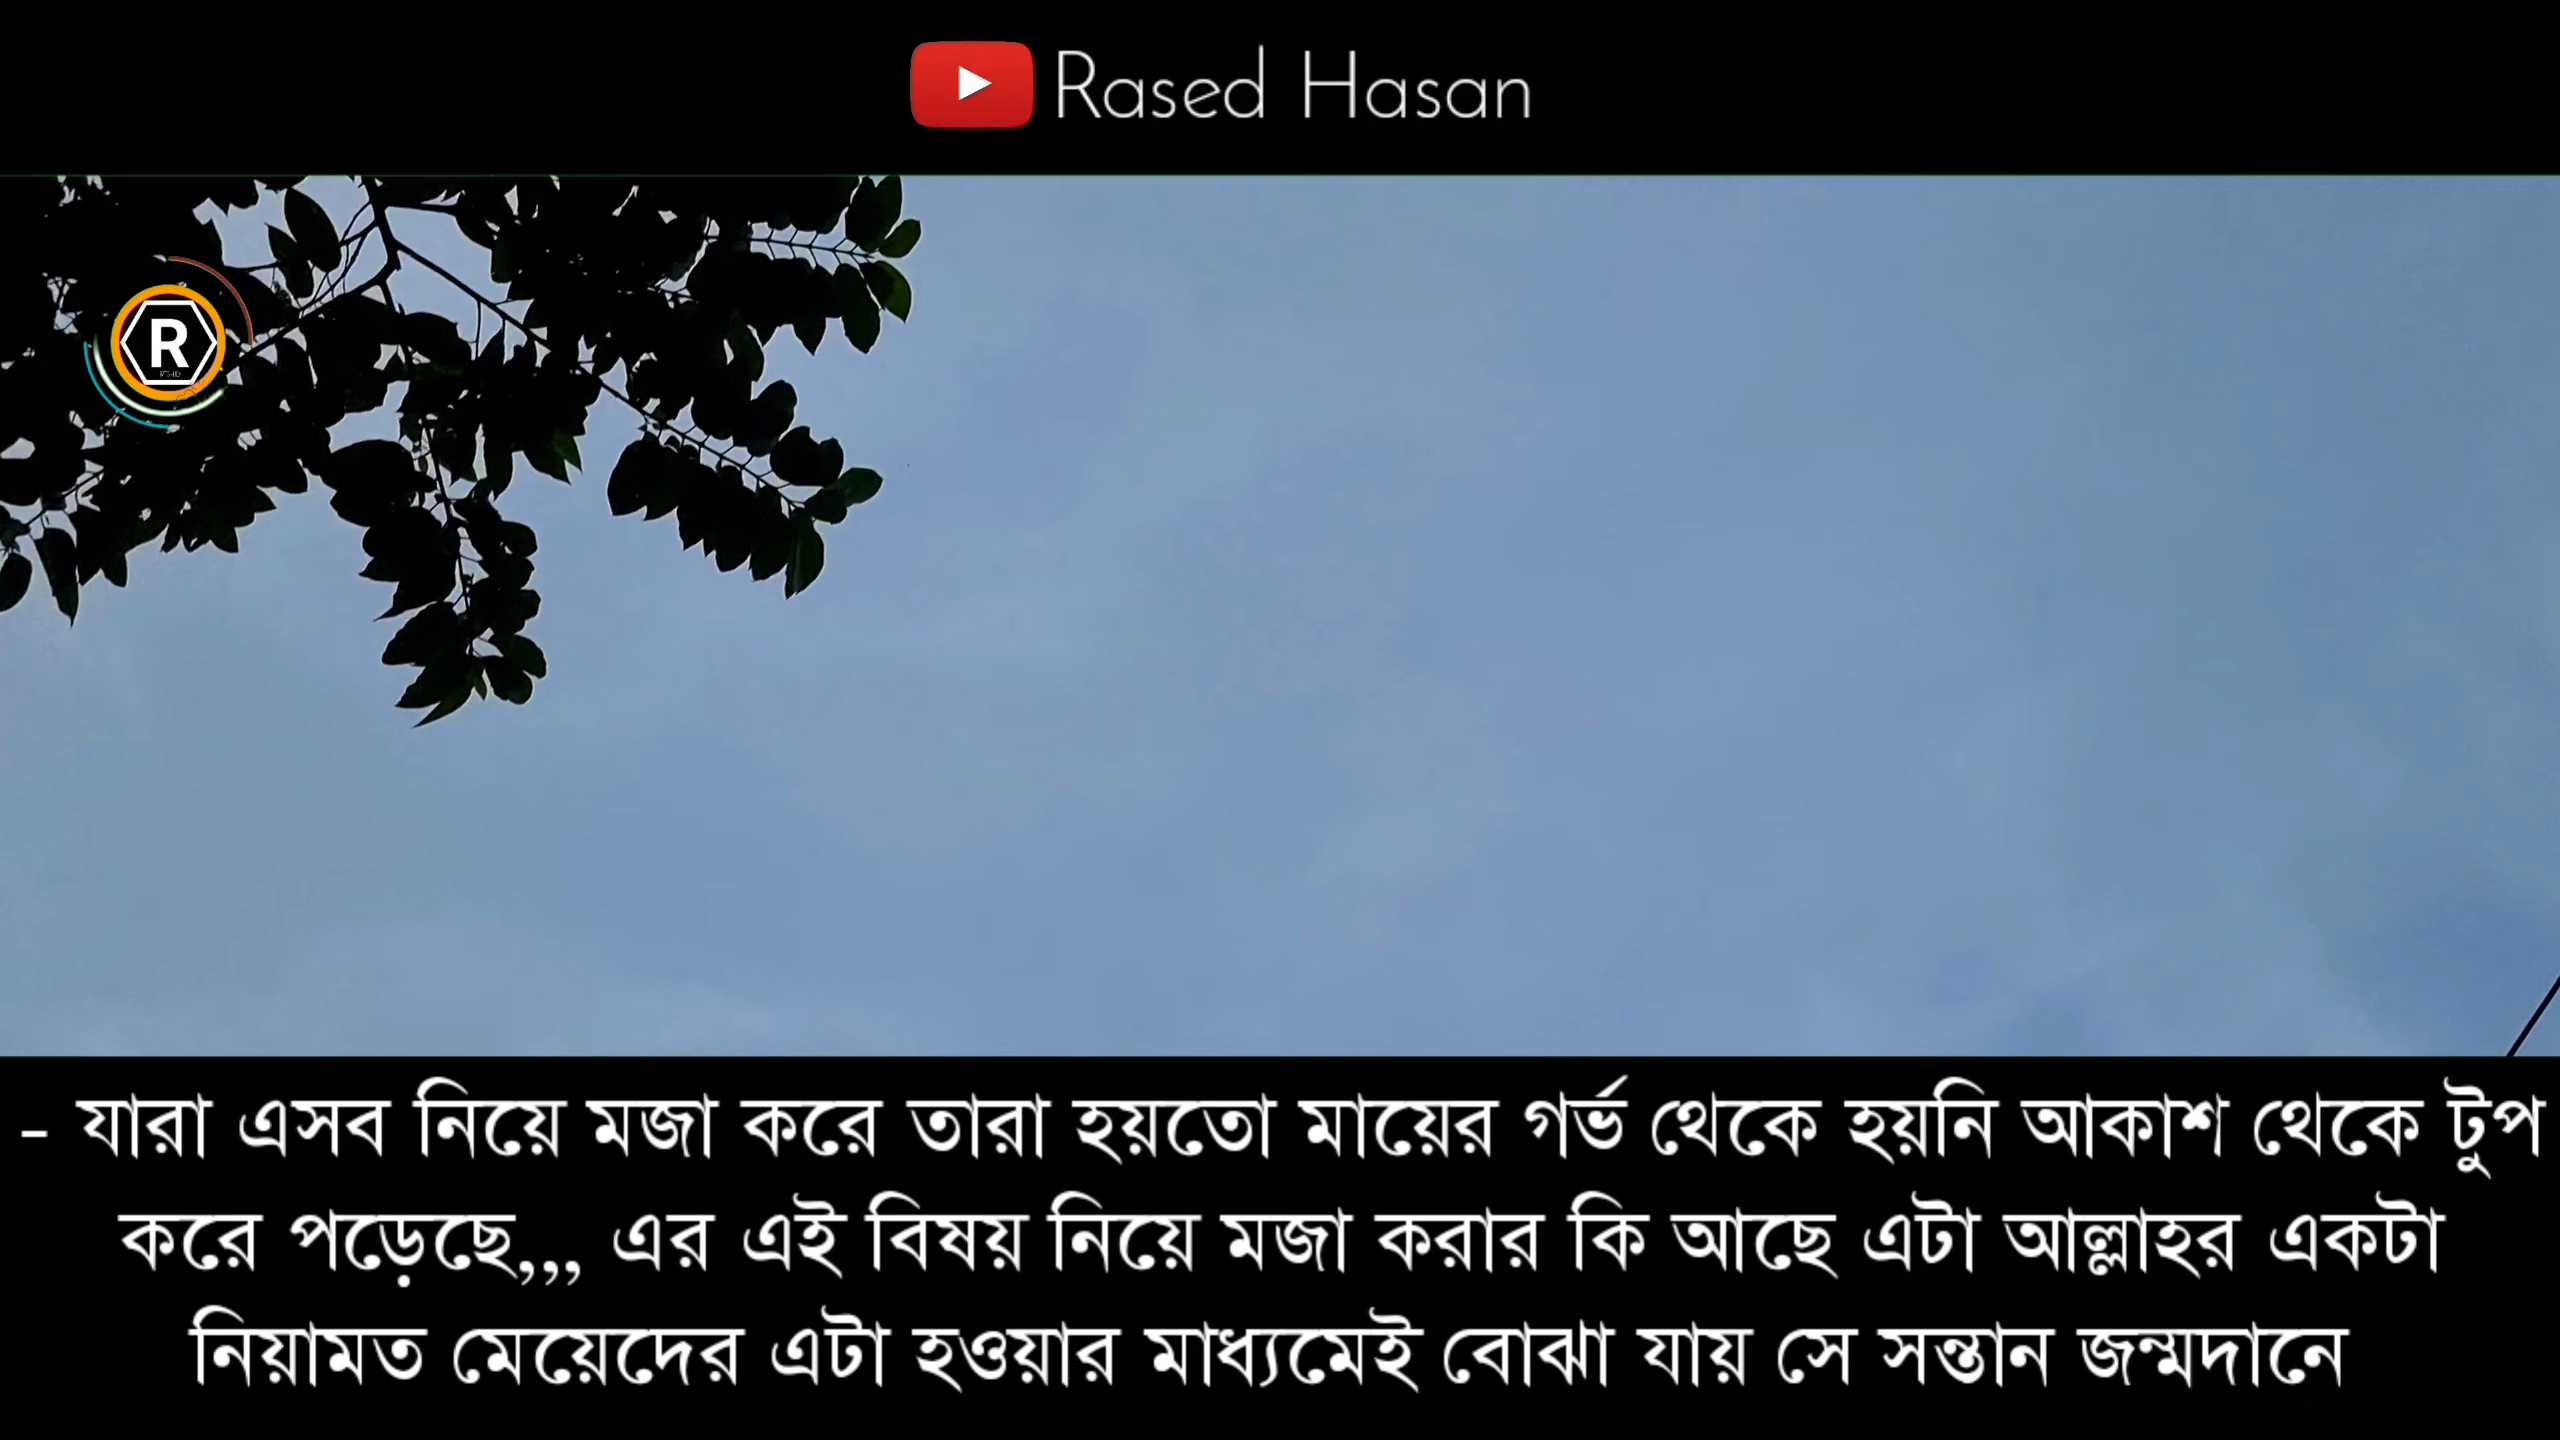 Rased Hasan
R
- যারা এসব নিয়ে মজা করে তারা হয়তো মায়ের গর্ভ থেকে হয়নি আকাশ থেকে টুপ
করে পড়েছে,,, এর এই বিষয় নিয়ে মজা করার কি আছে এটা আল্লাহর একটা
নিয়ামত মেয়েদের এটা হওয়ার মাধ্যমেই বোঝা যায় সে সন্তান জন্মদানে